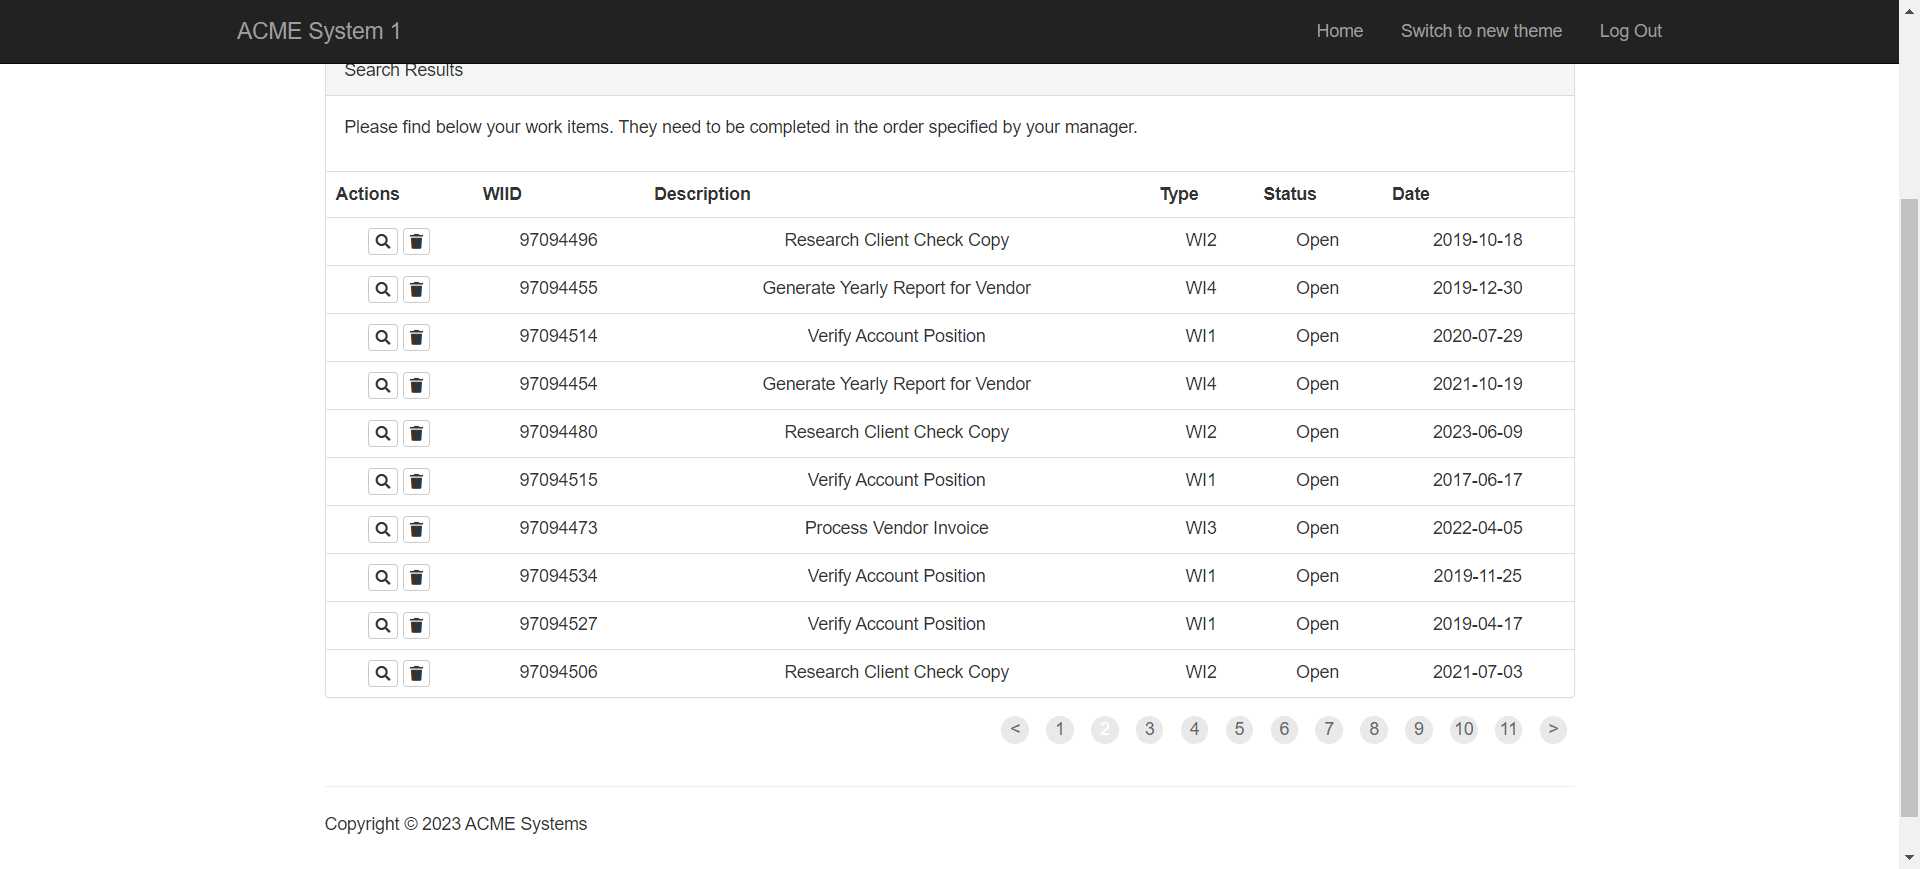 ACME System 1 Home Switch to new theme Log Out
Search Results
Please find below your work items. They need to be completed in the order specified by your manager.
Actions WIID Description Type Status Date
97094496 Research Client Check Copy WI2 Open 2019-10-18
97094455 Generate Yearly Report for Vendor WI4 Open 2019-12-30
97094514 Verify Account Position WI1 Open 2020-07-29
97094454 Generate Yearly Report for Vendor WI4 Open 2021-10-19
97094480 Research Client Check Copy WI2 Open 2023-06-09
97094515 Verify Account Position WI1 Open 2017-06-17
97094473 Process Vendor Invoice WI3 Open 2022-04-05
97094534 Verify Account Position WI1 Open 2019-11-25
97094527 Verify Account Position WI1 Open 2019-04-17
97094506 Research Client Check Copy WI2 Open 2021-07-03
< 1 2 3 4 5 6 7 8 9 10 11 >
Copyright © 2023 ACME Systems